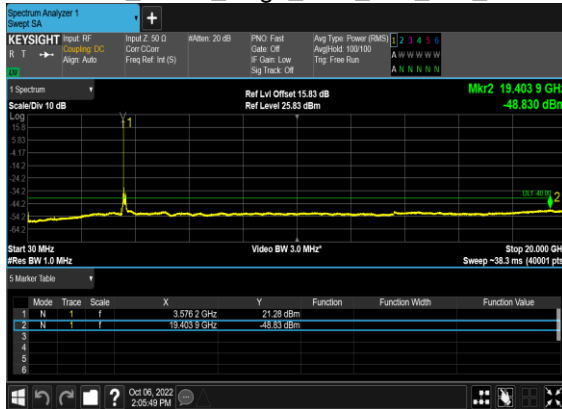 Spectrum Analyzer 1
Swept SA
+
KEYSIGHT Input: RF Input Z: 50 Ω #Atten: 20 dB PNO: Fast Avg Type: Power (RMS) 1 2 3 4 5 6
R T Coupling: DC Corr CCorr Gate: Off Avg|Hold: 100/100 A W W W W W
Align: Auto Freq Ref: Int (S) IF Gain: Low Trig: Free Run
Sig Track: Off A N N N N N
1 Spectrum
Scale/Div 10 dB
Ref Lvl Offset 15.83 dB
Ref Level 25.83 dBm
Mkr2 19.403 9 GHz
-48.830 dBm
Log
15.8
5.83
-4.17
-14.2
-24.2
-34.2
-44.2
-54.2
-64.2
1
2
Start 30 MHz Video BW 3.0 MHz* Stop 20.000 GHz
#Res BW 1.0 MHz Sweep ~38.3 ms (40001 pts)
5 Marker Table
Mode Trace Scale X Y Function Function Width Function Value
1 N 1 f 3.576 2 GHz 21.28 dBm
2 N 1 f 19.403 9 GHz -48.83 dBm
3
4
5
6
? Oct 06, 2022
2:05:49 PM